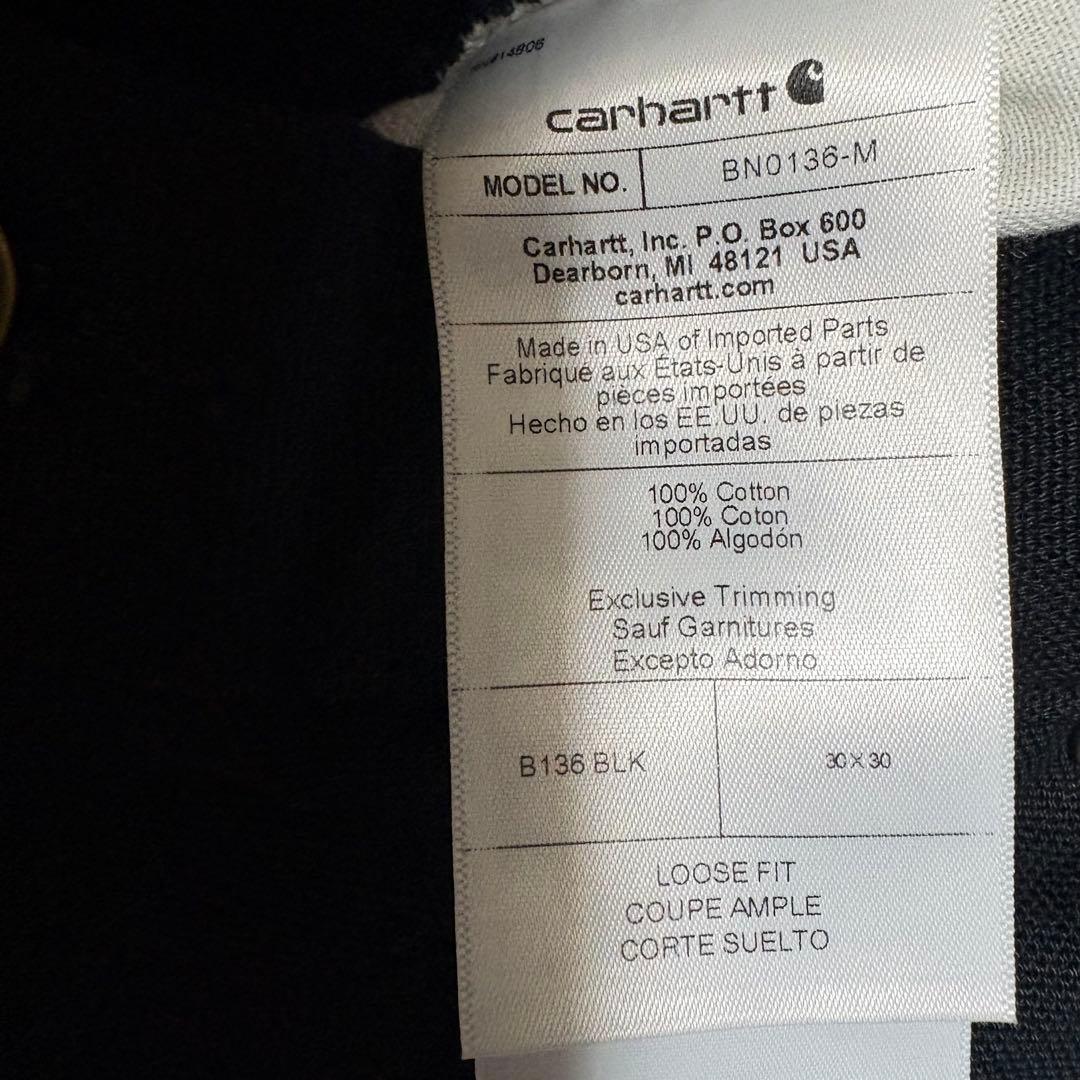 carhartt
MODEL NO. BN0136-M
Carhartt, Inc. P.O. Box 600
Dearborn, MI 48121 USA
carhartt.com
Made in USA of Imported Parts
Fabriqué aux États-Unis à partir de
pièces importées
Hecho en los EE.UU. de piezas
importadas
100% Cotton
100% Coton
100% Algodón
Exclusive Trimming
Sauf Garnitures
Excepto Adorno
B136 BLK 30 X 30
LOOSE FIT
COUPE AMPLE
CORTE SUELTO